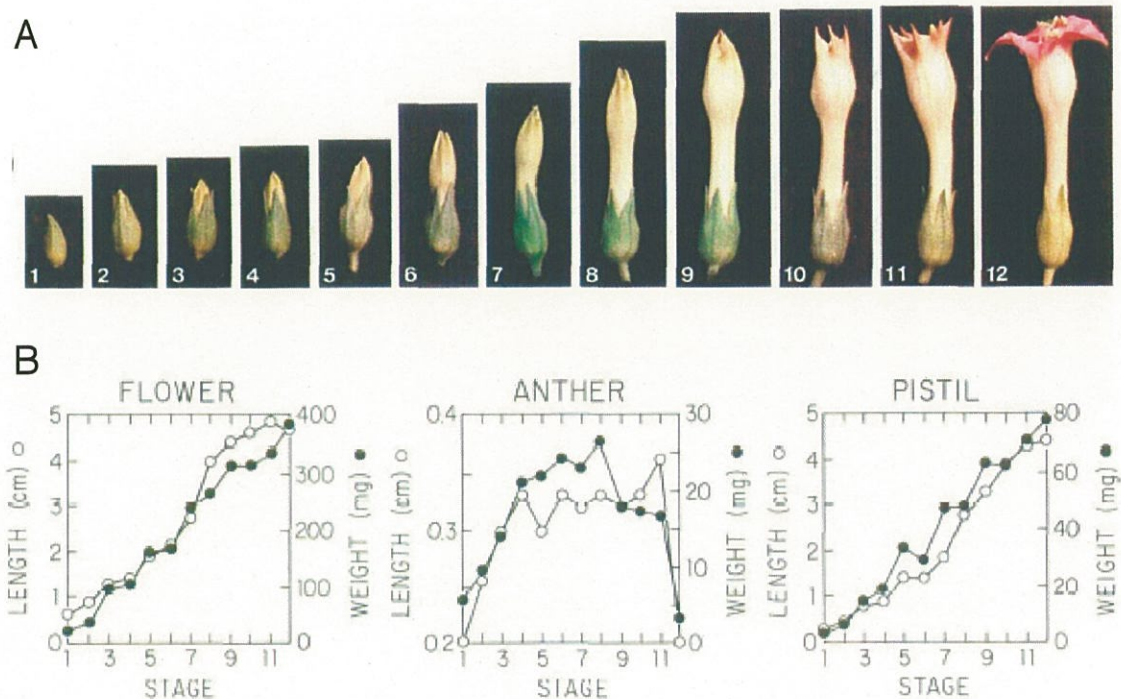 A
1 2 3 4 5 6 7 8 9 10 11 12
B
FLOWER
LENGTH (cm)
5
4
3
2
1
0
400
300
200
100
0
WEIGHT (mg)
1 3 5 7 9 11
STAGE
ANTHER
LENGTH (cm)
0.4
0.3
0.2
30
20
10
0
WEIGHT (mg)
1 3 5 7 9 11
STAGE
PISTIL
LENGTH (cm)
5
4
3
2
1
0
80
60
40
20
0
WEIGHT (mg)
1 3 5 7 9 11
STAGE